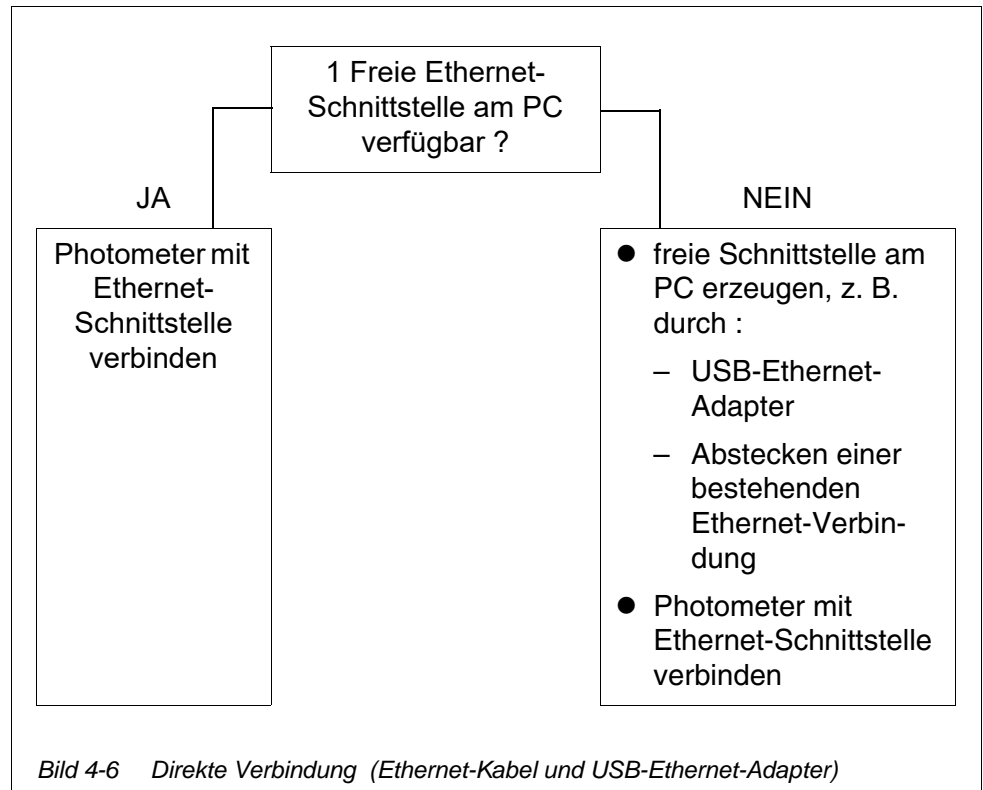 1 Freie Ethernet-
Schnittstelle am PC
verfügbar ?
JA
NEIN
Photometer mit
Ethernet-
Schnittstelle
verbinden
● freie Schnittstelle am
PC erzeugen, z. B.
durch :
– USB-Ethernet-
Adapter
– Abstecken einer
bestehenden
Ethernet-Verbin-
dung
● Photometer mit
Ethernet-Schnittstelle
verbinden
Bild 4-6 Direkte Verbindung (Ethernet-Kabel und USB-Ethernet-Adapter)